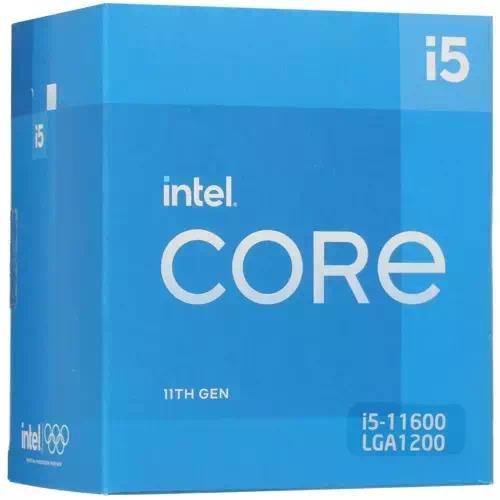 i5
i5
intel.
CORE
11TH GEN
i5-11600
LGA1200
intel